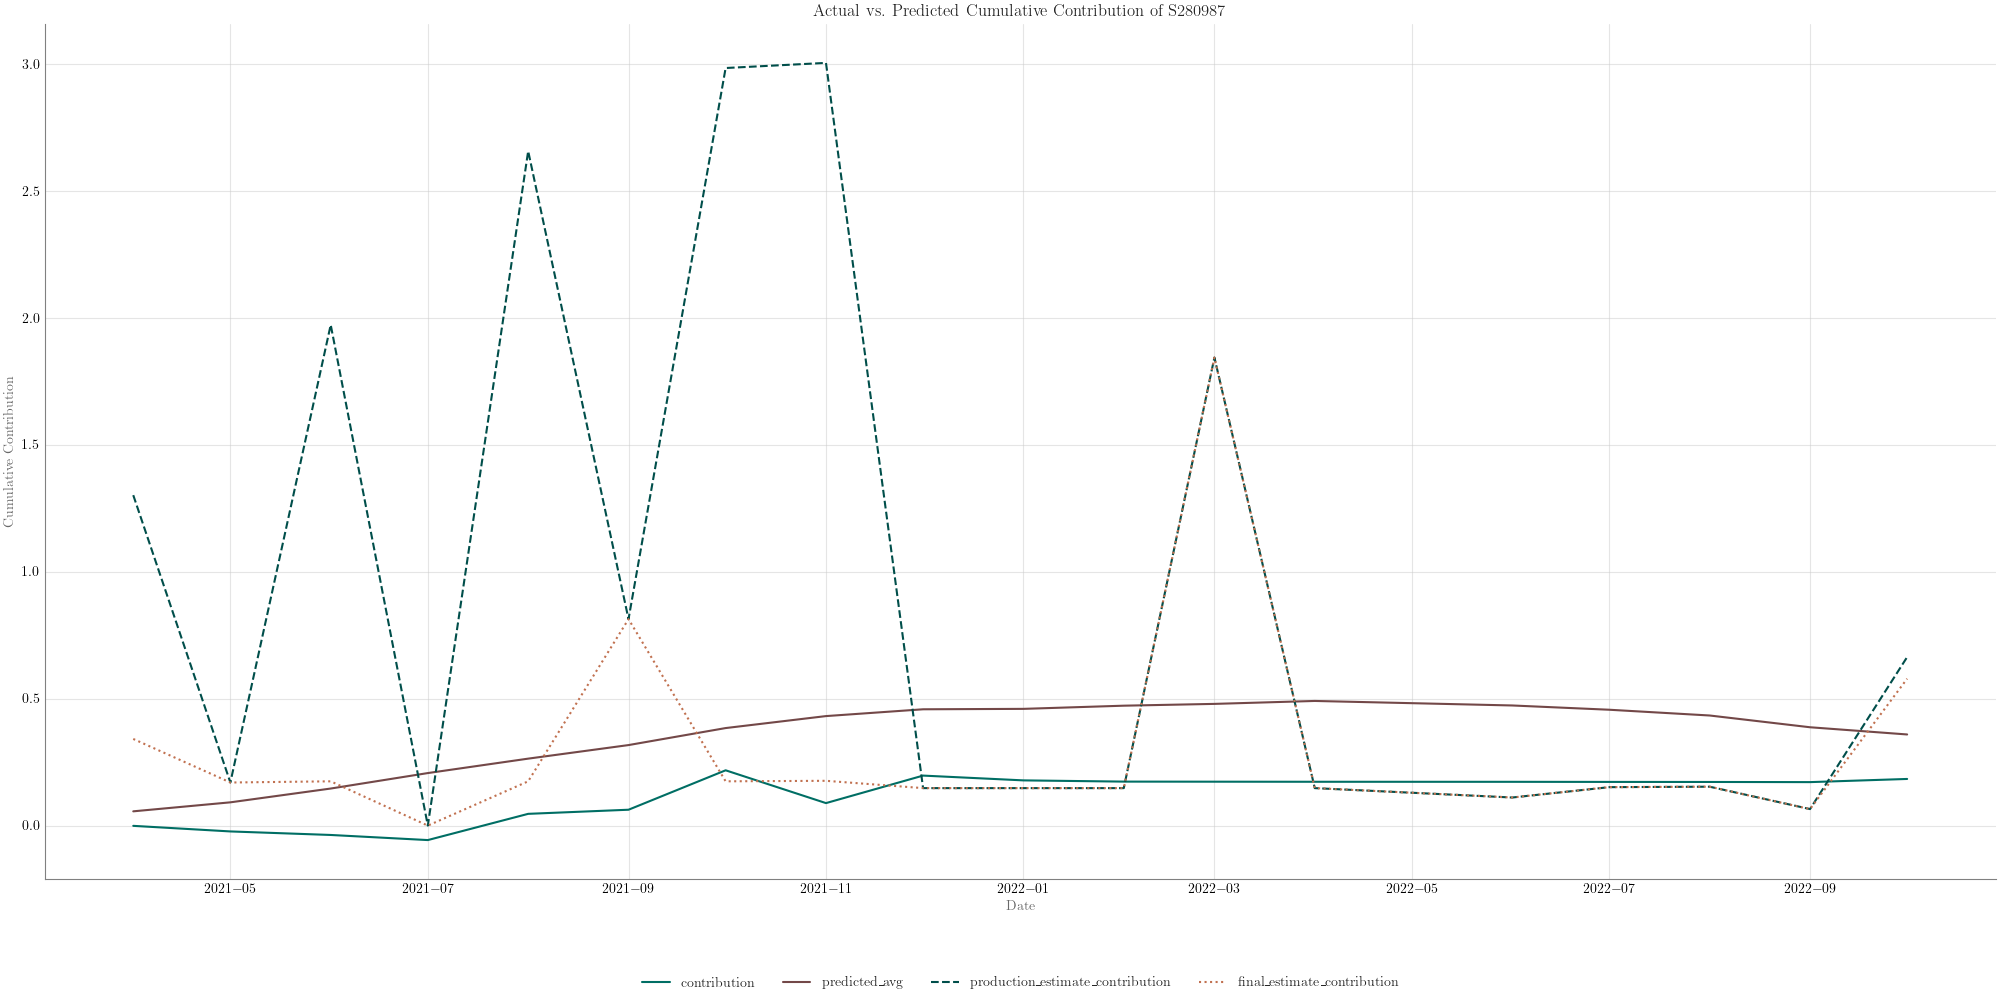 Actual vs. Predicted Cumulative Contribution of S280987
Cumulative Contribution
3.0
2.5
2.0
1.5
1.0
0.5
0.0
2021−05 2021−07 2021−09 2021−11 2022−01 2022−03 2022−05 2022−07 2022−09
Date
contribution predicted_avg production_estimate_contribution final_estimate_contribution